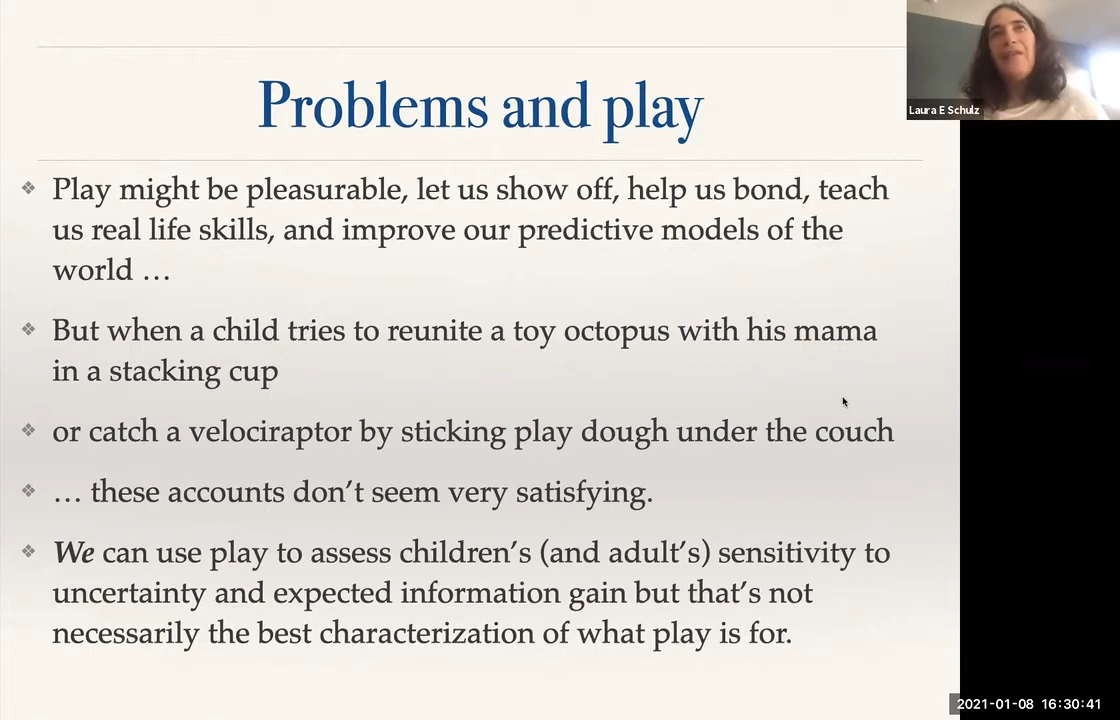 Problems and play
Laura E Schulz
❖ Play might be pleasurable, let us show off, help us bond, teach
us real life skills, and improve our predictive models of the
world …
❖ But when a child tries to reunite a toy octopus with his mama
in a stacking cup
❖ or catch a velociraptor by sticking play dough under the couch
❖ … these accounts don’t seem very satisfying.
❖ We can use play to assess children’s (and adult’s) sensitivity to
uncertainty and expected information gain but that’s not
necessarily the best characterization of what play is for.
2021-01-08 16:30:41